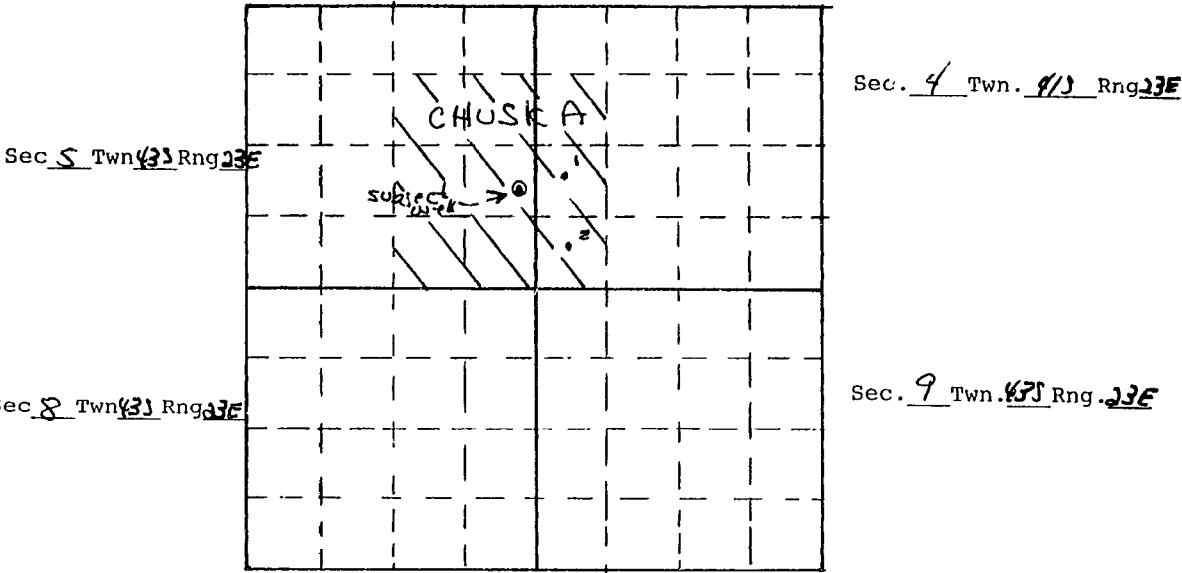 Sec. 4 Twn. 41S Rng 23E
CHUSKA
Sec 5 Twn 43S Rng 23E
1
subject
well
2
Sec 8 Twn 43S Rng 23E
Sec. 9 Twn. 43S Rng. 23E